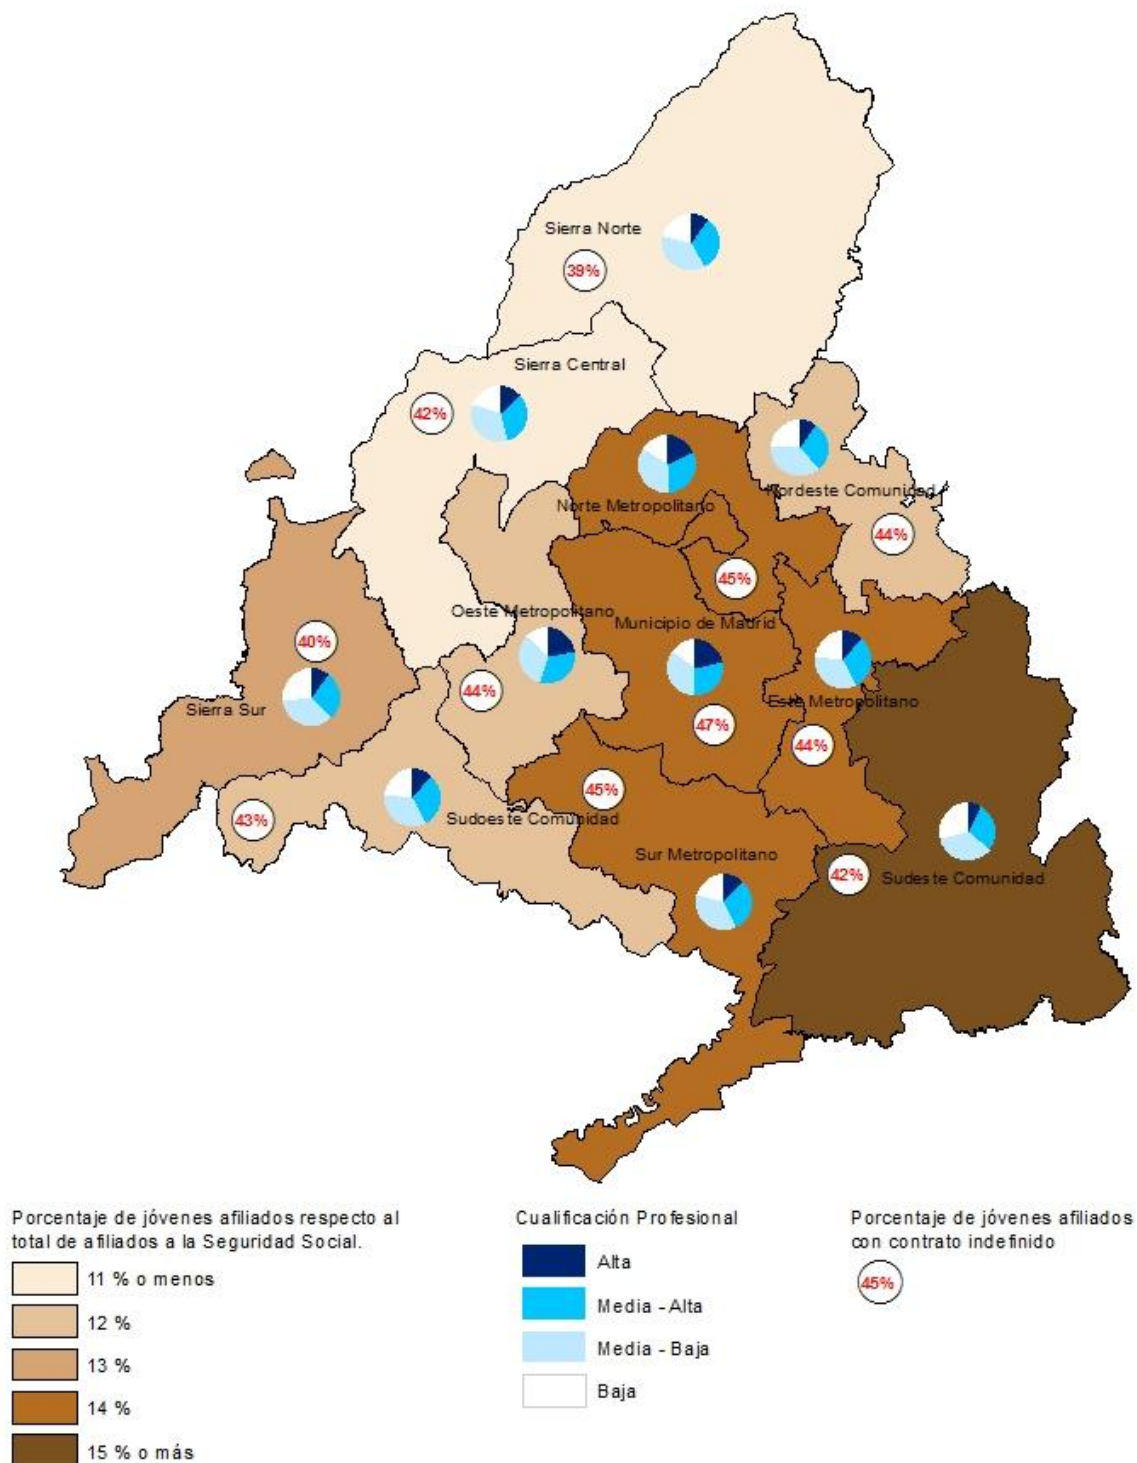 Sierra Norte
39%
Sierra Central
42%
Nordeste Comunidad
44%
Norte Metropolitano
45%
Oeste Metropolitano
44%
Municipio de Madrid
47%
Este Metropolitano
44%
40%
Sierra Sur
43%
Sudoeste Comunidad
45%
Sur Metropolitano
42%
Sudeste Comunidad
Porcentaje de jóvenes afiliados respecto al
total de afiliados a la Seguridad Social.
11 % o menos
12 %
13 %
14 %
15 % o más
Cualificación Profesional
Alta
Media - Alta
Media - Baja
Baja
Porcentaje de jóvenes afiliados
con contrato indefinido
45%